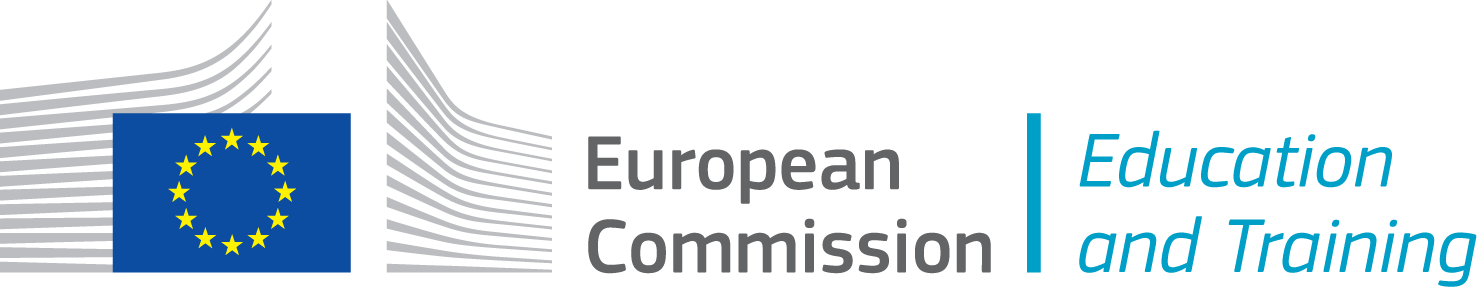 European
Commission
Education
and Training